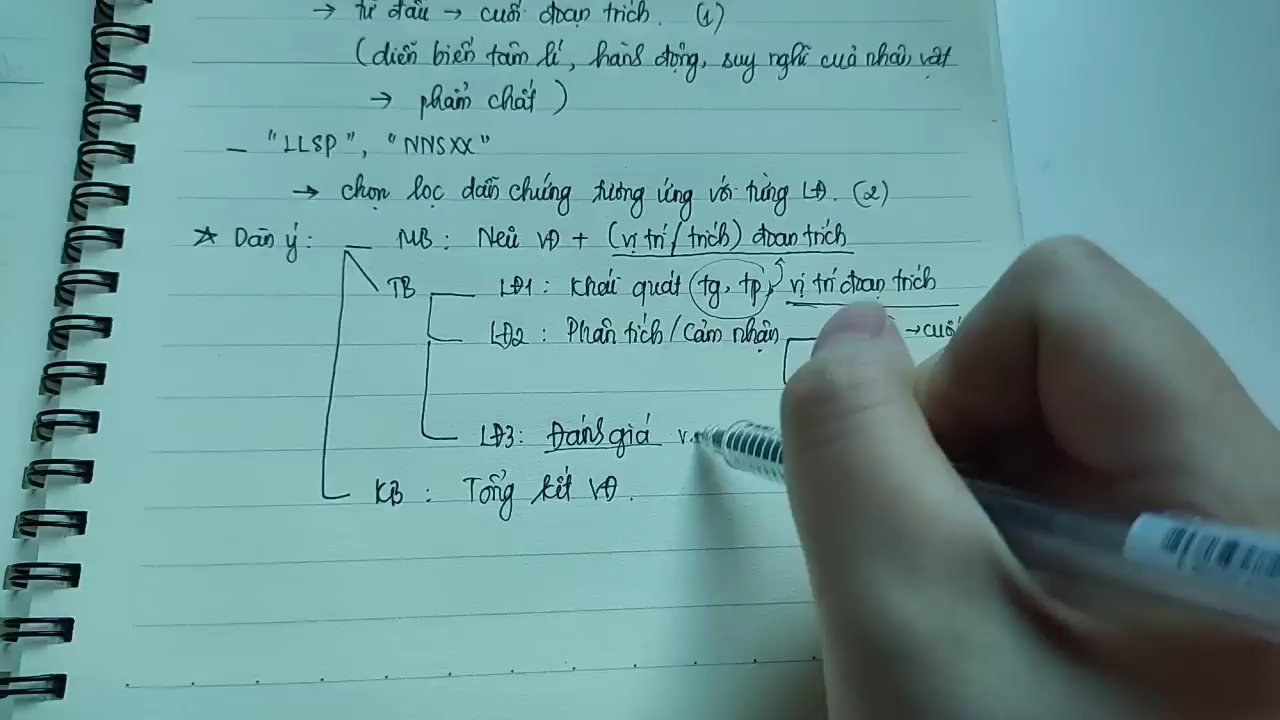 → từ đầu → cuối đoạn trích. (1)
(diễn biến tâm lí, hành động, suy nghĩ của nhân vật
→ phẩm chất)
- "LLSP", "NNSXX"
→ chọn lọc dẫn chứng tương ứng với từng LĐ. (2)
☆ Dàn ý: - MB: Nêu VĐ + (vị trí/trích) đoạn trích
TB LĐ1: Khái quát (tg, tp), vị trí đoạn trích
LĐ2: Phân tích/Cảm nhận → cuối
LĐ3: Đánh giá
KB: Tổng kết VĐ.